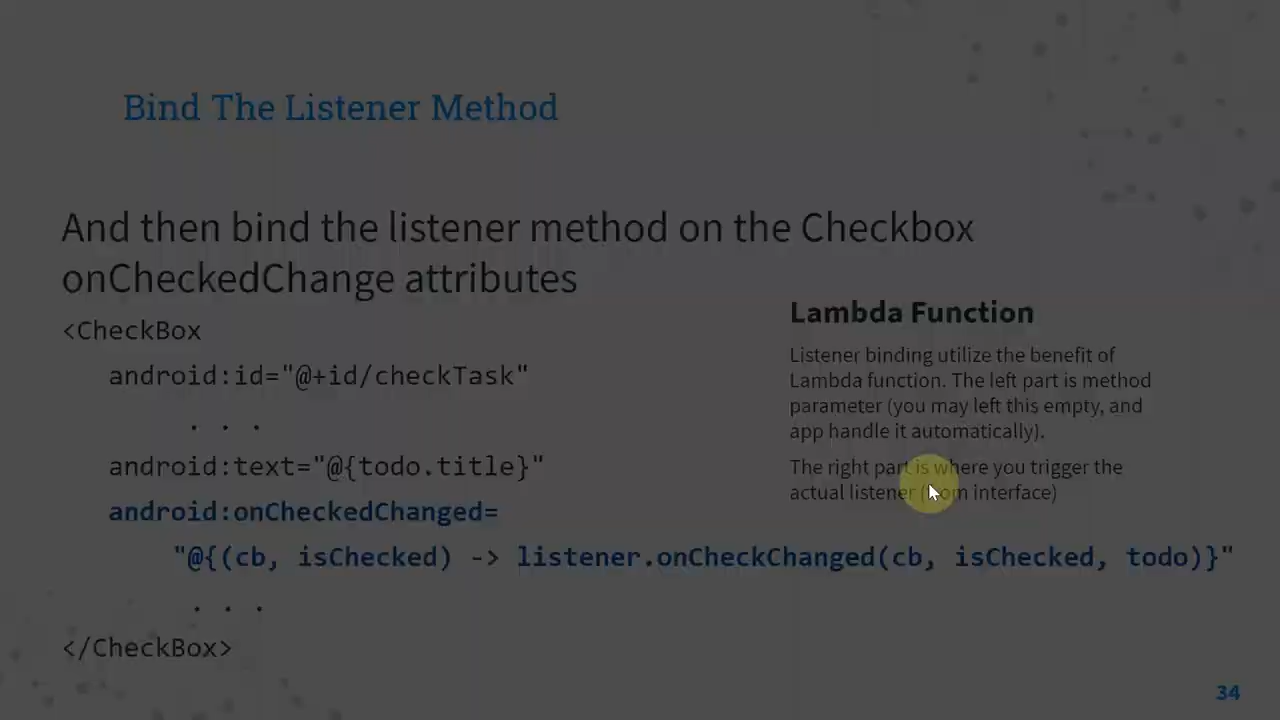 Bind The Listener Method
And then bind the listener method on the Checkbox
onCheckedChange attributes
<CheckBox
android:id="@+id/checkTask"
. . .
android:text="@{todo.title}"
android:onCheckedChanged=
"@{(cb, isChecked) -> listener.onCheckChanged(cb, isChecked, todo)}"
. . .
</CheckBox>
Lambda Function
Listener binding utilize the benefit of
Lambda function. The left part is method
parameter (you may left this empty, and
app handle it automatically).
The right part is where you trigger the
actual listener (from interface)
34